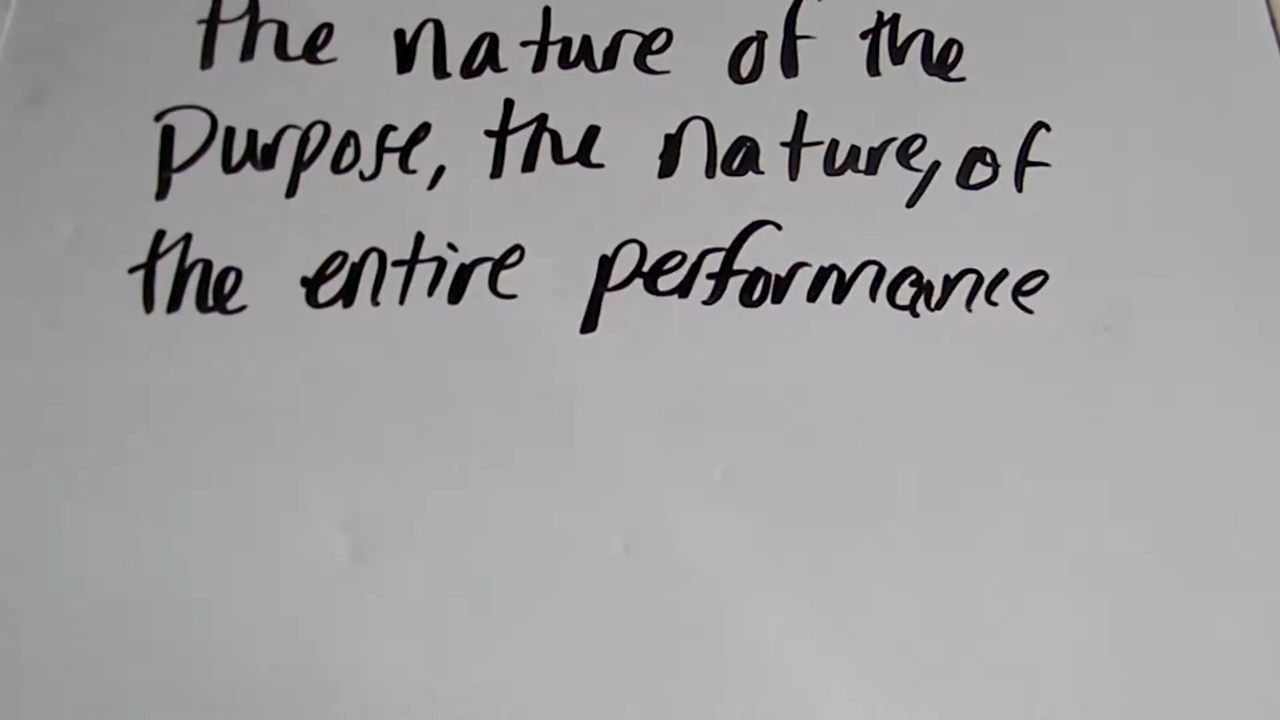 the nature of the
Purpose, the nature, of
the entire performance